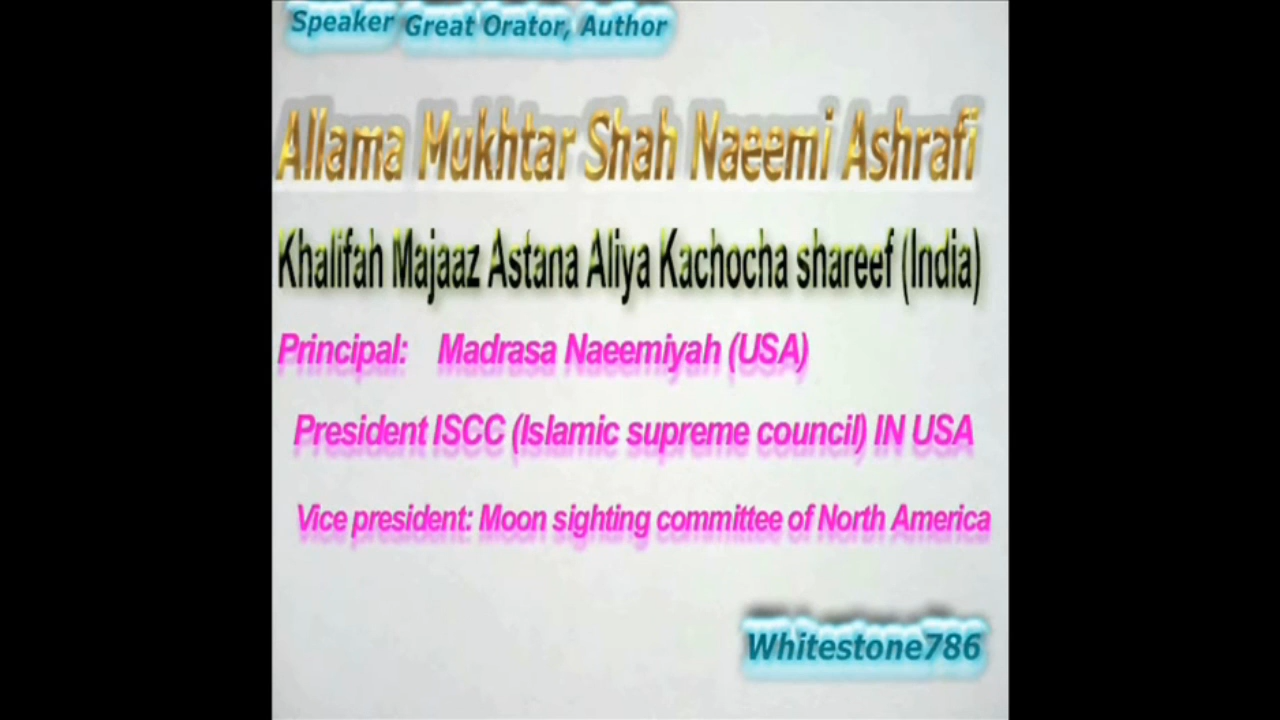 Speaker Great Orator, Author
Allama Mukhtar Shah Naeemi Ashrafi
Khalifah Majaaz Astana Aliya Kachocha shareef (India)
Principal: Madrasa Naeemiyah (USA)
President ISCC (Islamic supreme council) IN USA
Vice president: Moon sighting committee of North America
Whitestone786